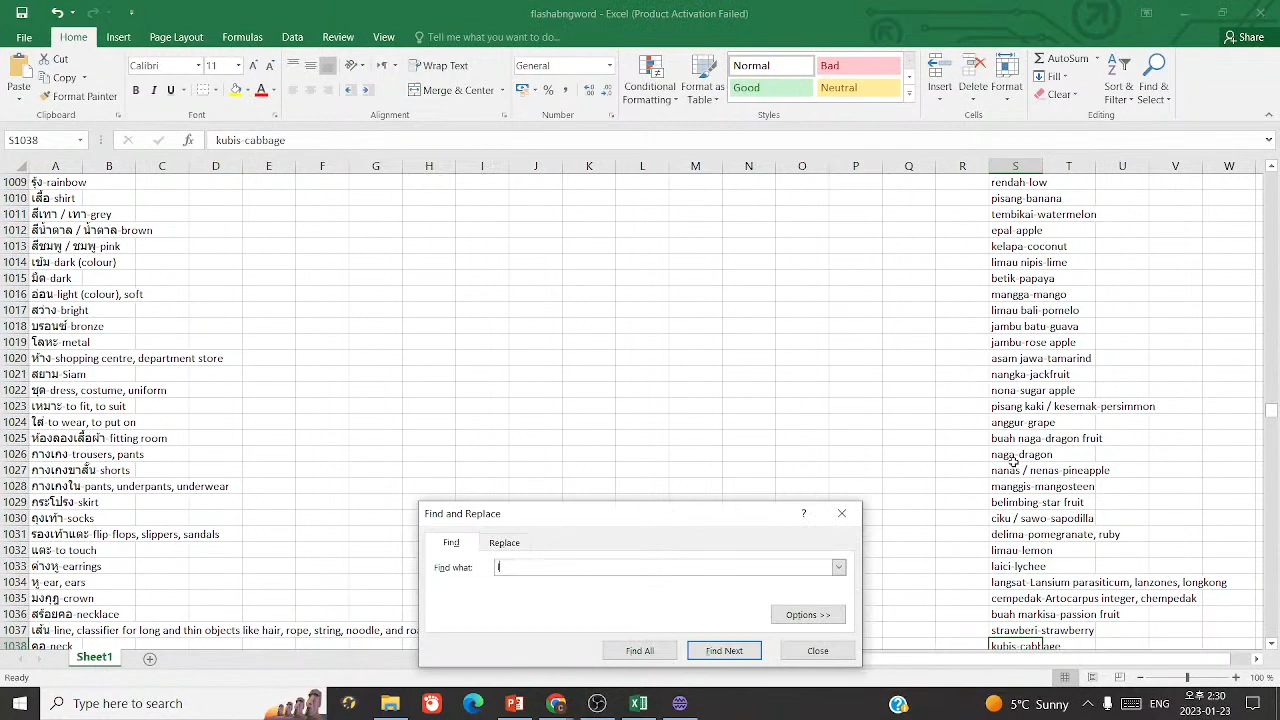 flashabngword - Excel (Product Activation Failed)
File Home Insert Page Layout Formulas Data Review View Tell me what you want to do... Share
Paste Cut Copy Format Painter Clipboard
Calibri 11 B I U A Font
Wrap Text Merge & Center Alignment
General % , Number
Conditional Formatting Format as Table Normal Bad Good Neutral Styles
Insert Delete Format Cells
AutoSum Fill Clear Sort & Filter Find & Select Editing
S1038 fx kubis-cabbage
A B C D E F G H I J K L M N O P Q R S T U V W
1009 รุ้ง-rainbow rendah-low
1010 เสื้อ-shirt pisang-banana
1011 สีเทา / เทา-grey tembikai-watermelon
1012 สีน้ำตาล / น้ำตาล-brown epal-apple
1013 สีชมพู / ชมพู-pink kelapa-coconut
1014 เข้ม-dark (colour) limau nipis-lime
1015 มืด-dark betik-papaya
1016 อ่อน-light (colour), soft mangga-mango
1017 สว่าง-bright limau bali-pomelo
1018 บรอนซ์-bronze jambu batu-guava
1019 โลหะ-metal jambu-rose apple
1020 ห้าง-shopping centre, department store asam jawa-tamarind
1021 สยาม-Siam nangka-jackfruit
1022 ชุด-dress, costume, uniform nona-sugar apple
1023 เหมาะ-to fit, to suit pisang kaki / kesemak-persimmon
1024 ใส่-to wear, to put on anggur-grape
1025 ห้องลองเสื้อผ้า-fitting room buah naga-dragon fruit
1026 กางเกง-trousers, pants naga-dragon
1027 กางเกงขาสั้น-shorts nanas / nenas-pineapple
1028 กางเกงใน-pants, underpants, underwear manggis-mangosteen
1029 กระโปรง-skirt belimbing-star fruit
1030 ถุงเท้า-socks ciku / sawo-sapodilla
1031 รองเท้าแตะ-flip-flops, slippers, sandals delima-pomegranate, ruby
1032 แตะ-to touch limau-lemon
1033 ต่างหู-earrings laici-lychee
1034 หู-ear, ears langsat-Lansium parasiticum, lanzones, longkong
1035 มงกุฎ-crown cempedak-Artocarpus integer, chempedak
1036 สร้อยคอ-necklace buah markisa-passion fruit
1037 เส้น-line, classifier for long and thin objects like hair, rope, string, noodle, and roa strawberi-strawberry
1038 คอ-neck kubis-cabbage
Find and Replace ? ×
Find Replace
Find what: l
Options >>
Find All Find Next Close
Sheet1
Ready 100 %
Type here to search 5°C Sunny ENG 오후 2:30
2023-01-23